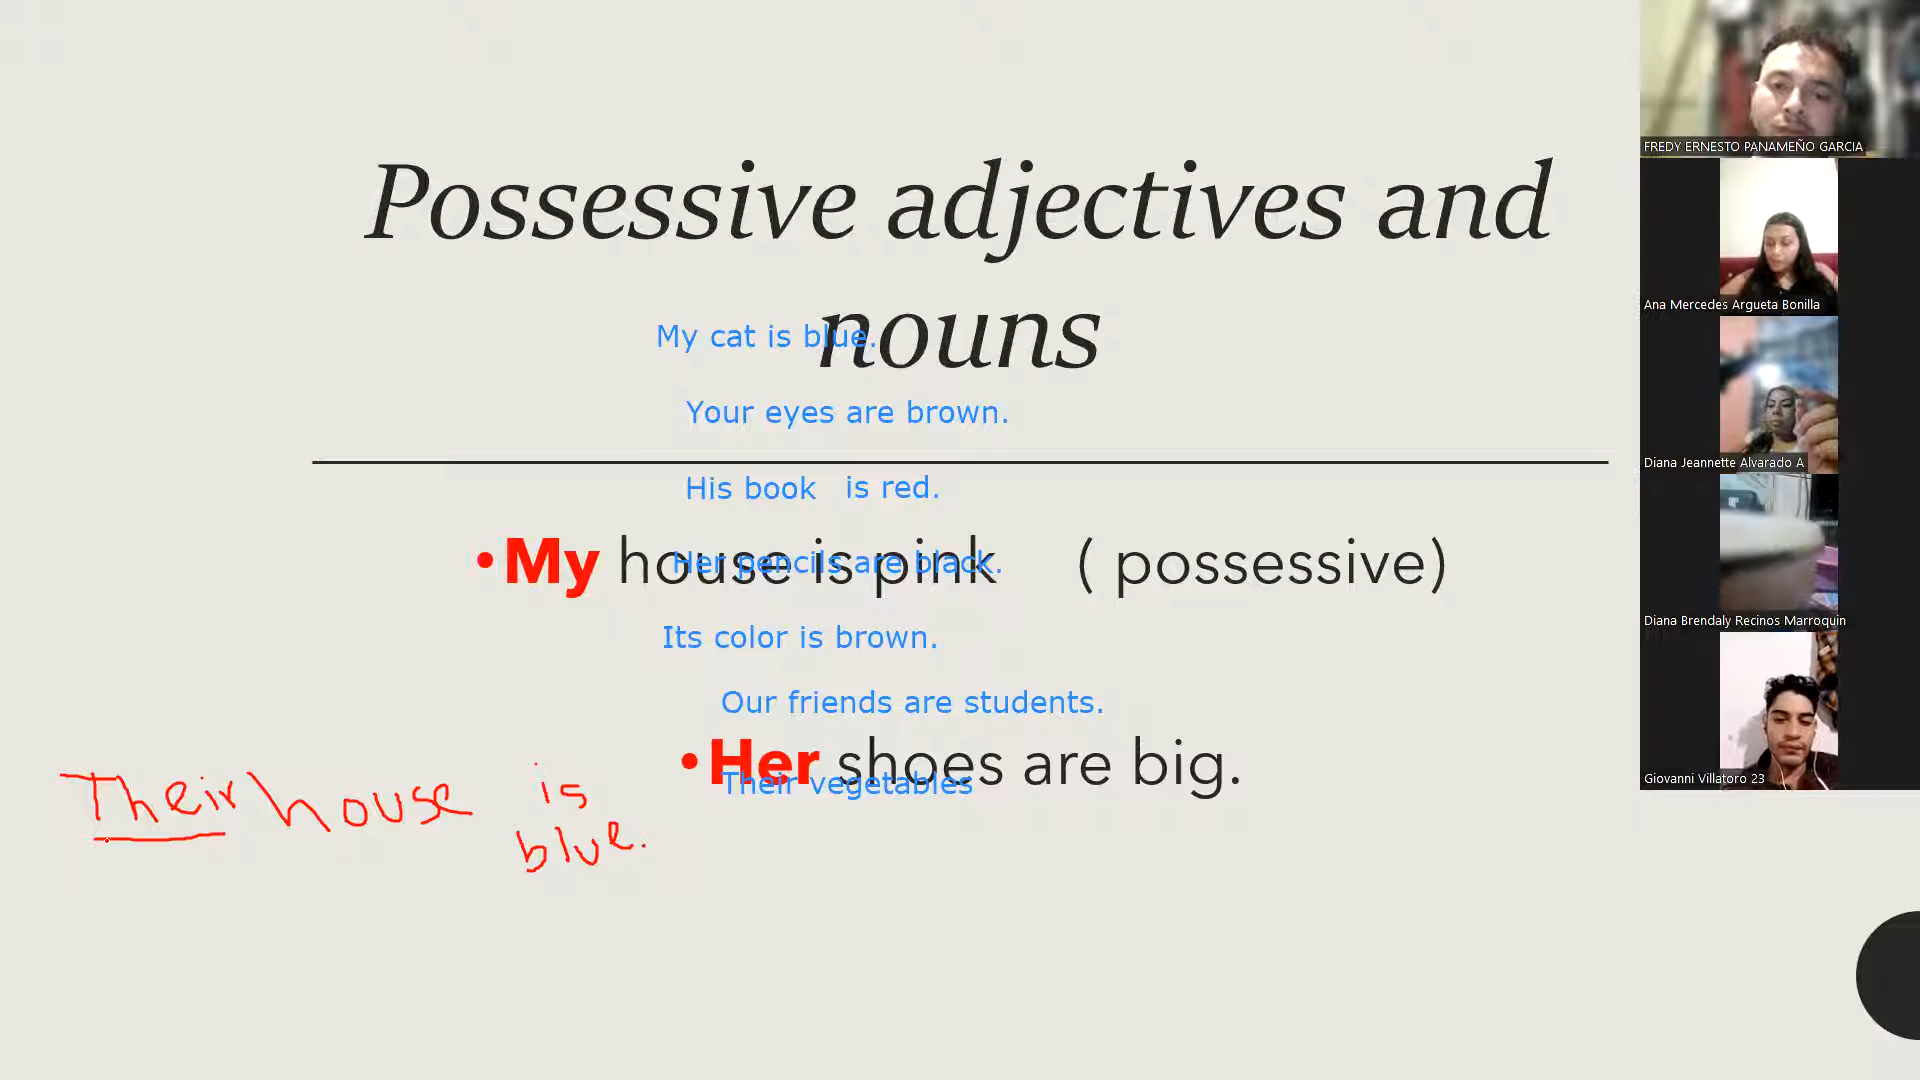 Possessive adjectives and
nouns
My cat is blue.
Your eyes are brown.
His book is red.
•My house is pink ( possessive)
Her pencils are black.
Its color is brown.
Our friends are students.
•Her shoes are big.
Their vegetables
Their house is
blue.
FREDY ERNESTO PANAMEÑO GARCIA
Ana Mercedes Argueta Bonilla
Diana Jeannette Alvarado A
Diana Brendaly Recinos Marroquin
Giovanni Villatoro 23